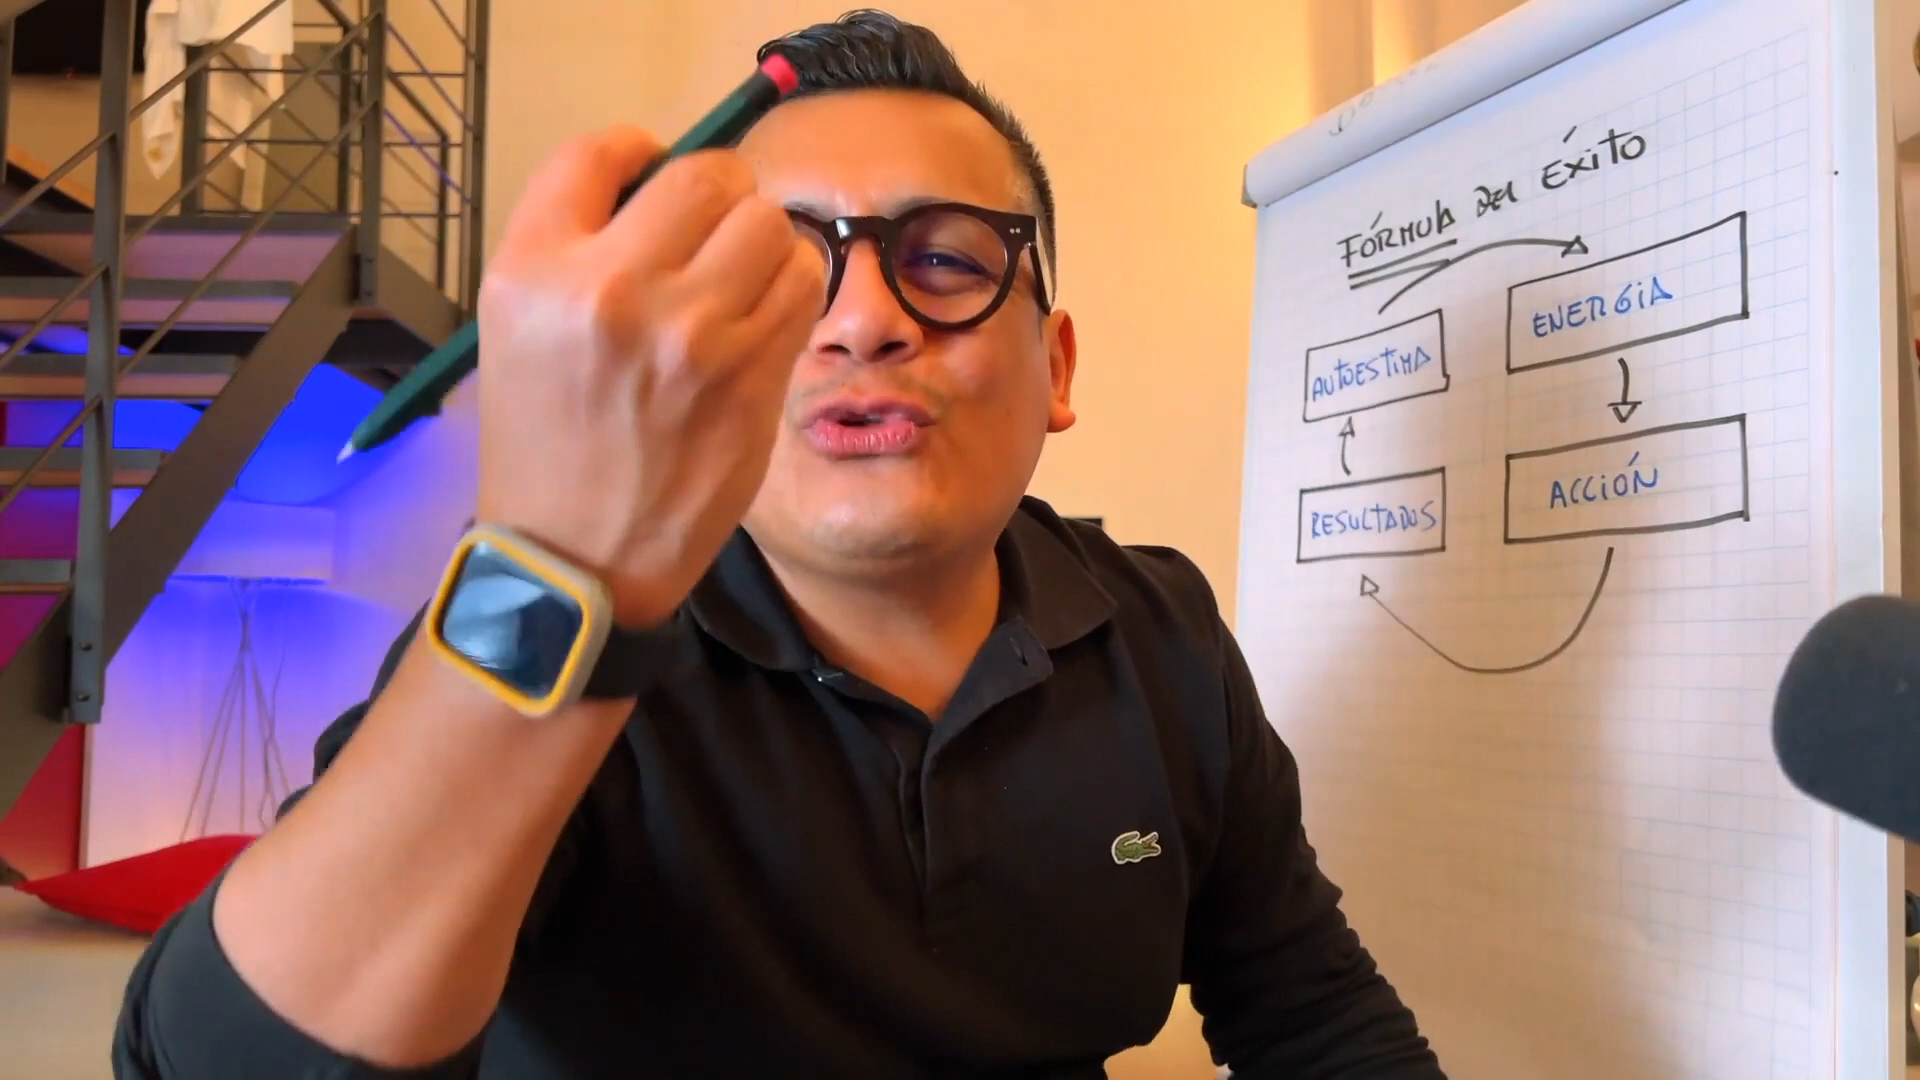 FÓRMULA DEL ÉXITO
ENERGÍA
AUTOESTIMA
ACCIÓN
RESULTADOS